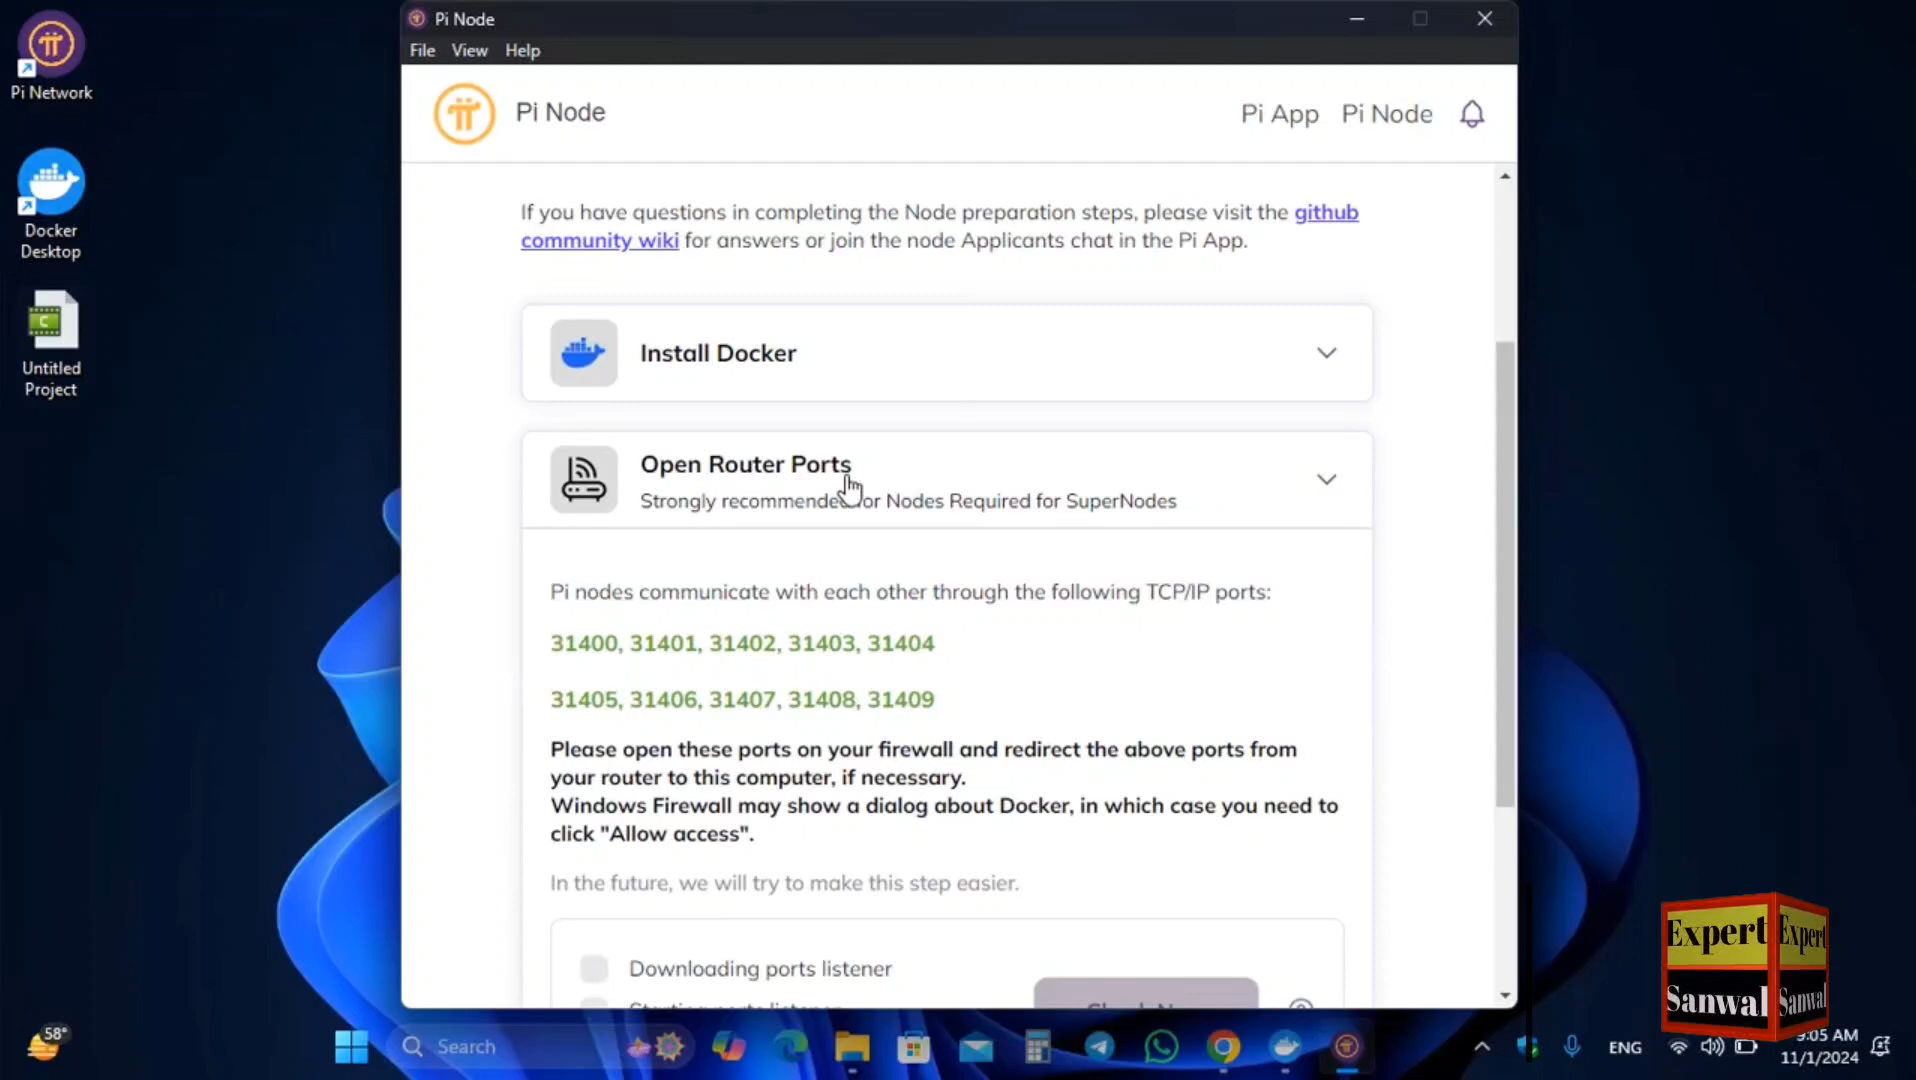 Pi Node
File View Help
Pi Network
Docker
Desktop
Untitled
Project
Pi Node
Pi App Pi Node
If you have questions in completing the Node preparation steps, please visit the github
community wiki for answers or join the node Applicants chat in the Pi App.
Install Docker
Open Router Ports
Strongly recommended for Nodes Required for SuperNodes
Pi nodes communicate with each other through the following TCP/IP ports:
31400, 31401, 31402, 31403, 31404
31405, 31406, 31407, 31408, 31409
Please open these ports on your firewall and redirect the above ports from
your router to this computer, if necessary.
Windows Firewall may show a dialog about Docker, in which case you need to
click "Allow access".
In the future, we will try to make this step easier.
Downloading ports listener
Starting ports listener
Expert Expert
Sanwal Sanwal
58°
Search
ENG
9:05 AM
11/1/2024